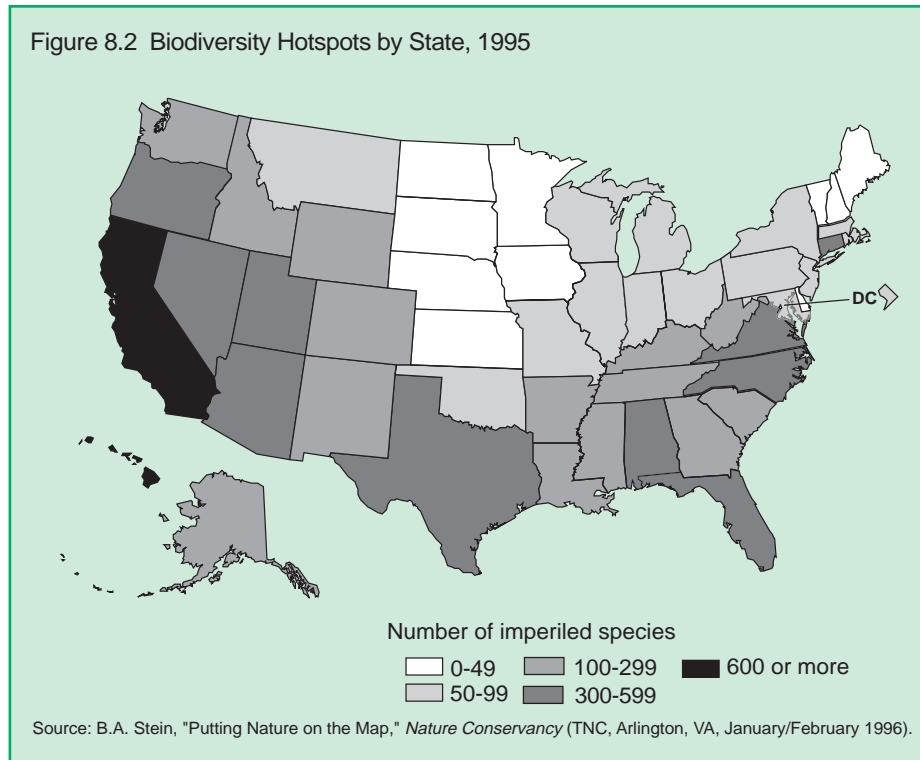 Figure 8.2 Biodiversity Hotspots by State, 1995
DC
Number of imperiled species
0-49
100-299
600 or more
50-99
300-599
Source: B.A. Stein, "Putting Nature on the Map," Nature Conservancy (TNC, Arlington, VA, January/February 1996).